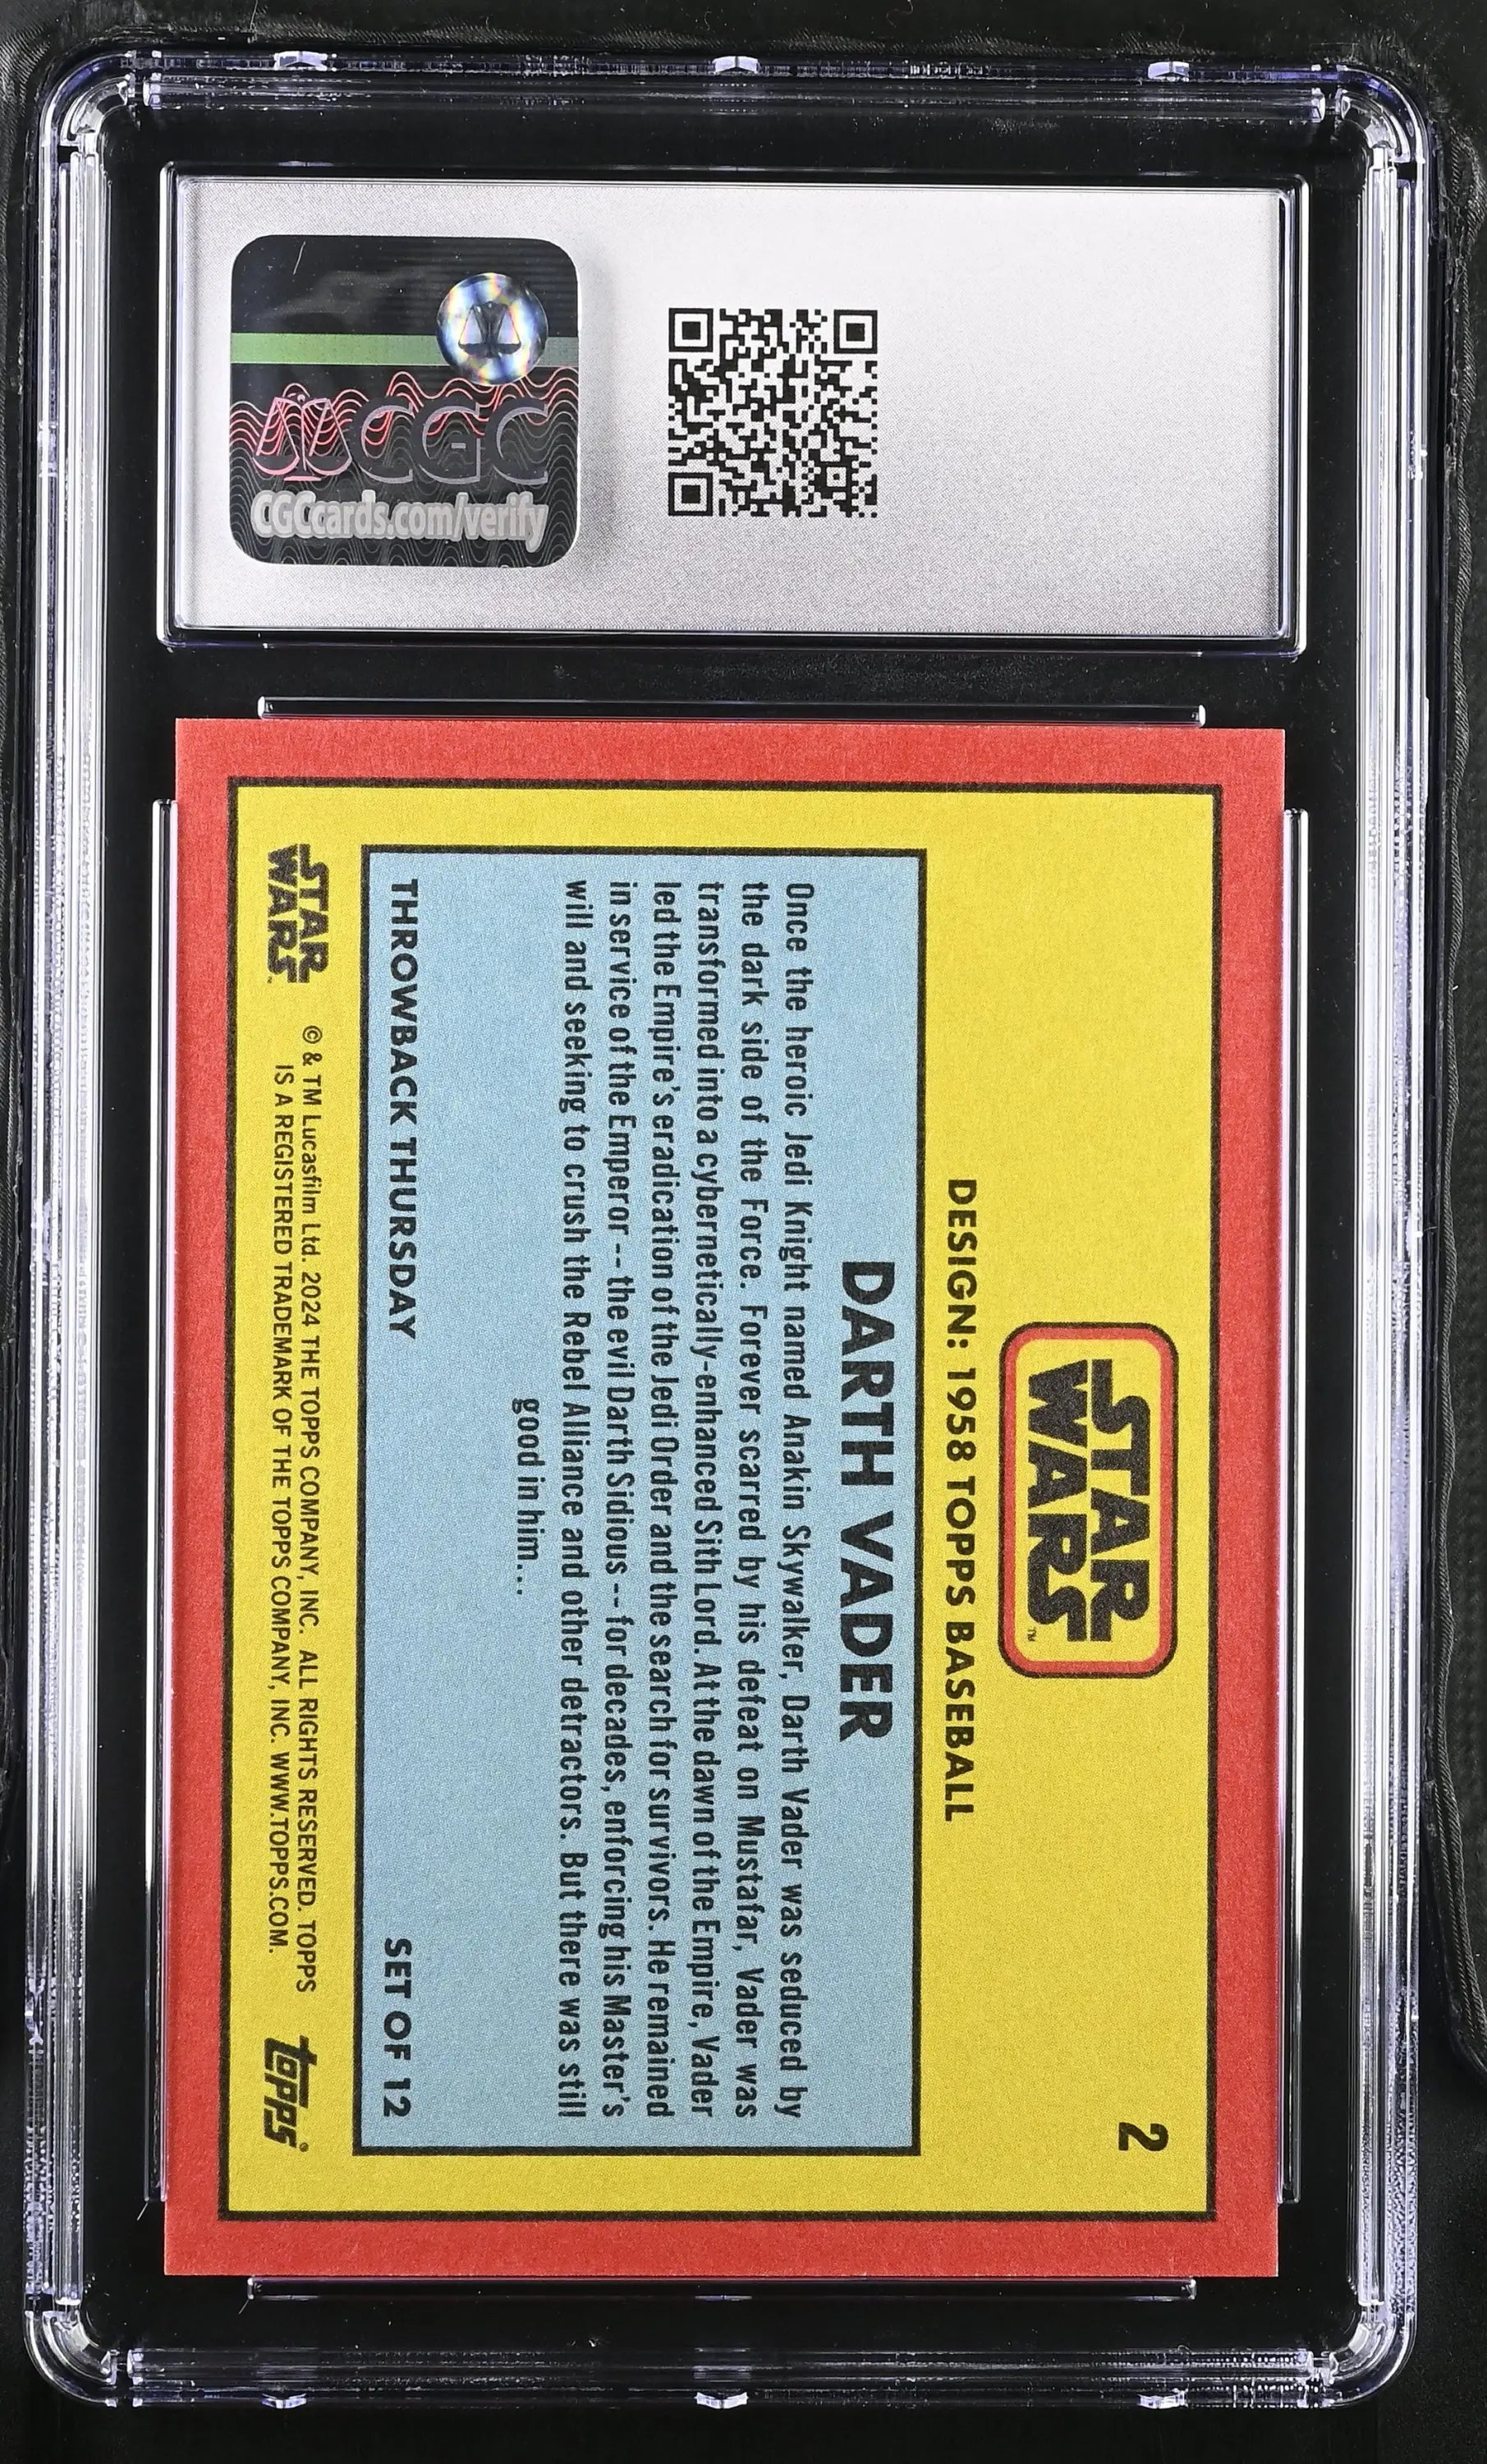 CGC
CGCcards.com/verify
2
STAR
WARS
TM
DESIGN: 1958 TOPPS BASEBALL
DARTH VADER
Once the heroic Jedi Knight named Anakin Skywalker, Darth Vader was seduced by
the dark side of the Force. Forever scarred by his defeat on Mustafar, Vader was
transformed into a cybernetically-enhanced Sith Lord. At the dawn of the Empire, Vader
led the Empire's eradication of the Jedi Order and the search for survivors. He remained
in service of the Emperor -- the evil Darth Sidious -- for decades, enforcing his Master's
will and seeking to crush the Rebel Alliance and other detractors. But there was still
good in him...
THROWBACK THURSDAY
SET OF 12
STAR
WARS
© & TM Lucasfilm Ltd. 2024 THE TOPPS COMPANY, INC. ALL RIGHTS RESERVED. TOPPS
IS A REGISTERED TRADEMARK OF THE TOPPS COMPANY, INC. WWW.TOPPS.COM.
topps®